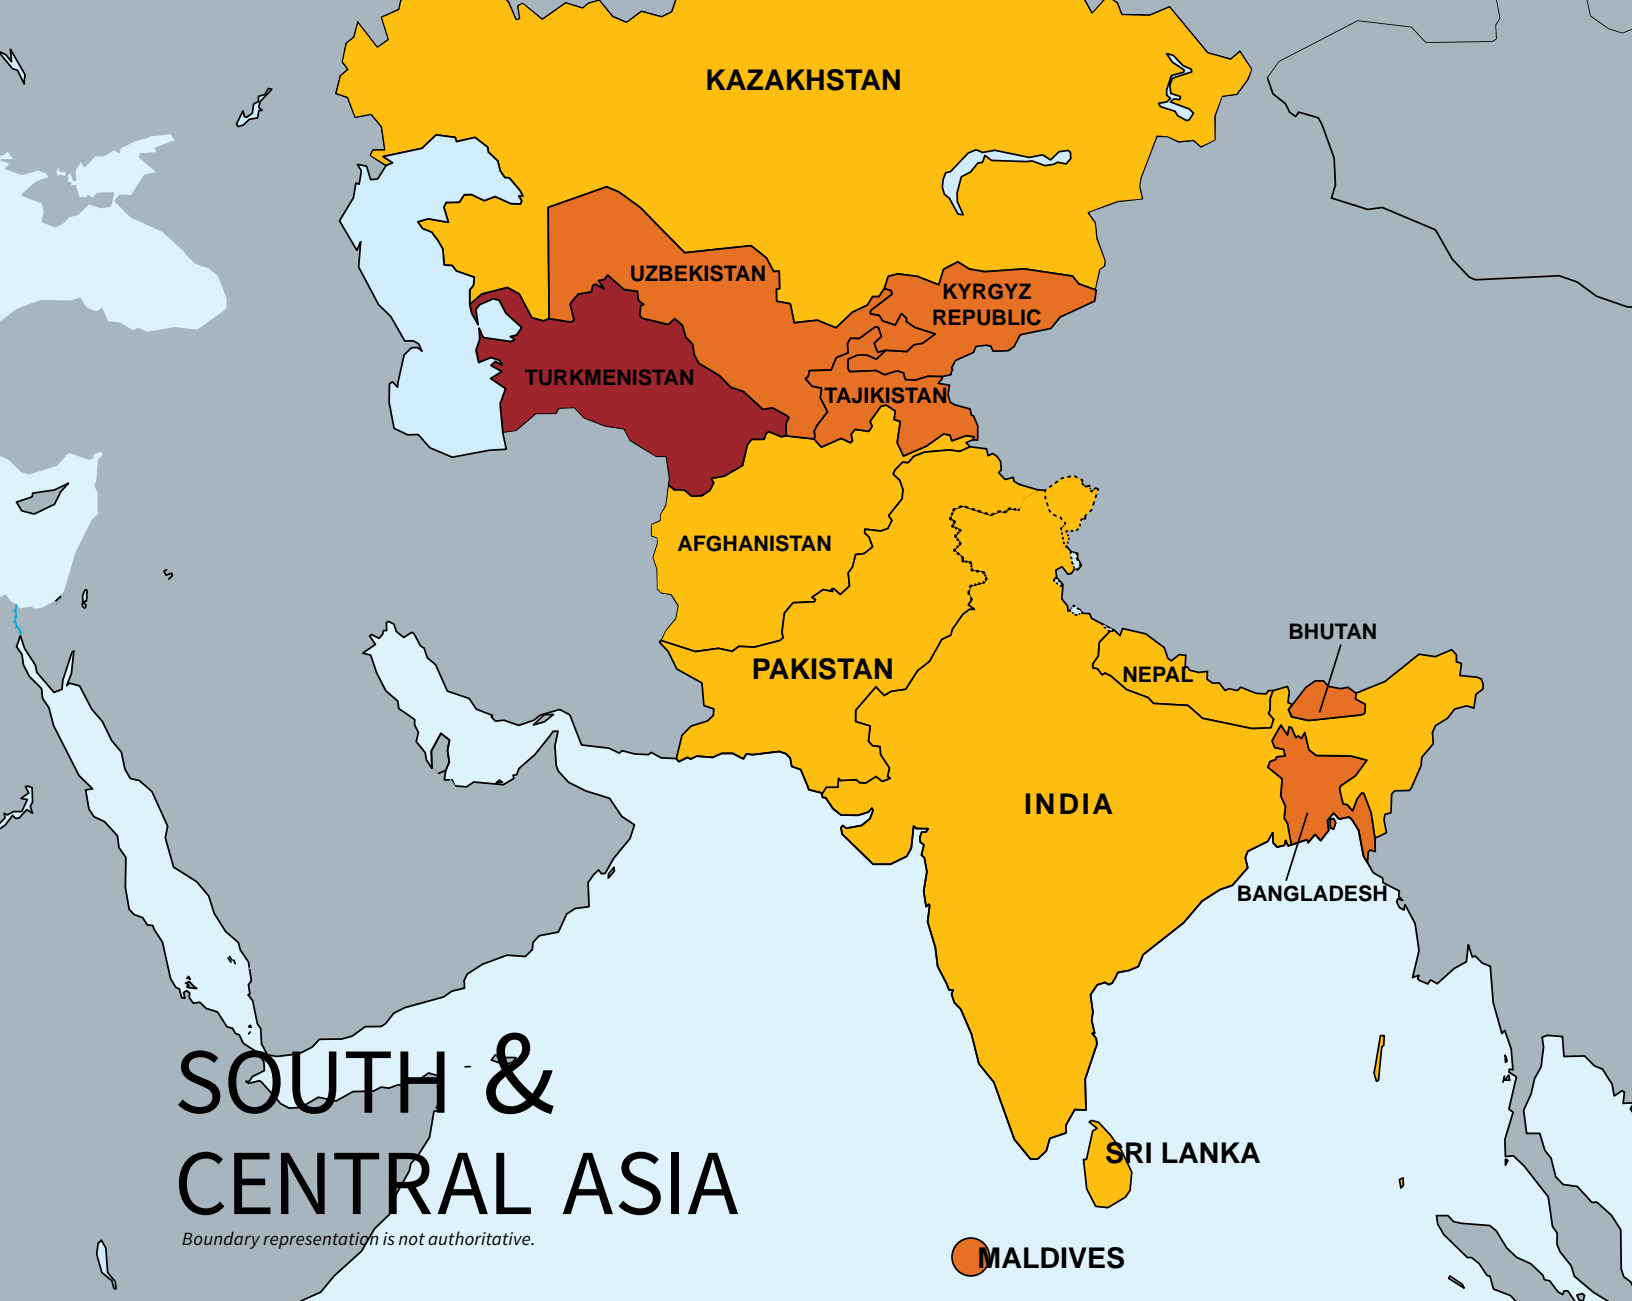 KAZAKHSTAN
UZBEKISTAN
KYRGYZ
REPUBLIC
TURKMENISTAN
TAJIKISTAN
AFGHANISTAN
BHUTAN
PAKISTAN
NEPAL
INDIA
BANGLADESH
SOUTH &
CENTRAL ASIA
Boundary representation is not authoritative.
SRI LANKA
MALDIVES